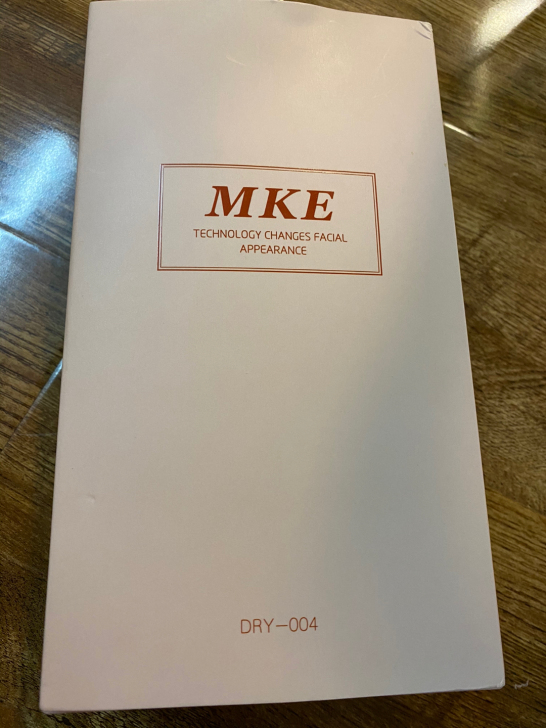 MKE
TECHNOLOGY CHANGES FACIAL
APPEARANCE
DRY-004